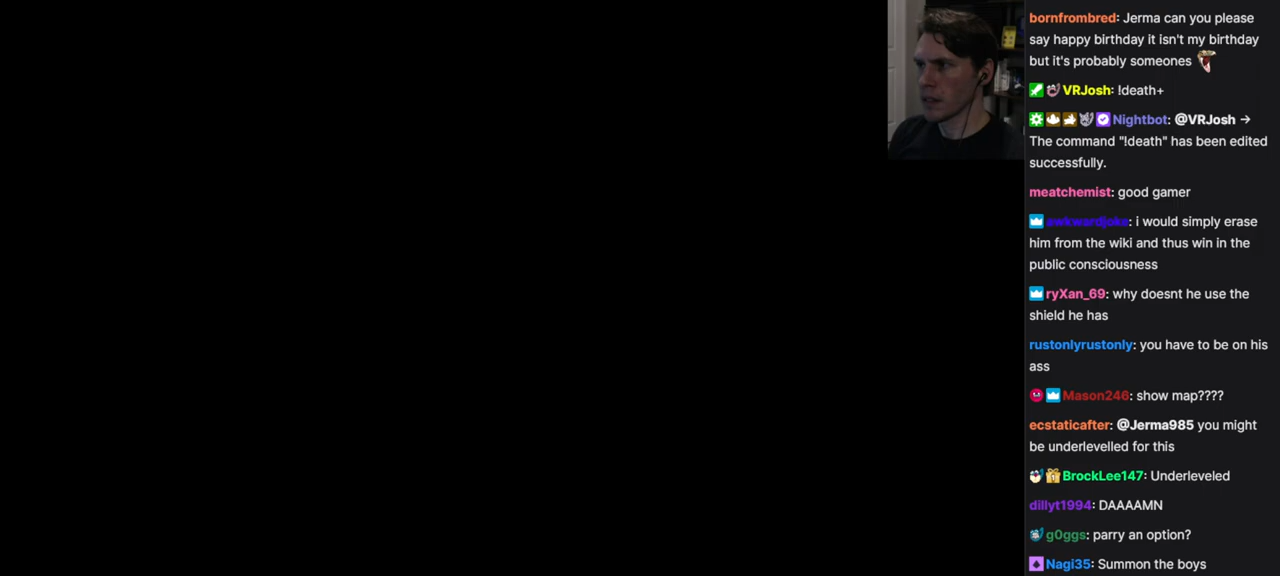 bornfrombred: Jerma can you please
say happy birthday it isn't my birthday
but it's probably someones
VRJosh: !death+
Nightbot: @VRJosh →
The command "!death" has been edited
successfully.
meatchemist: good gamer
awkwardjoke: i would simply erase
him from the wiki and thus win in the
public consciousness
ryXan_69: why doesnt he use the
shield he has
rustonlyrustonly: you have to be on his
ass
Mason246: show map????
ecstaticafter: @Jerma985 you might
be underlevelled for this
BrockLee147: Underleveled
dillyt1994: DAAAAMN
g0ggs: parry an option?
Nagi35: Summon the boys